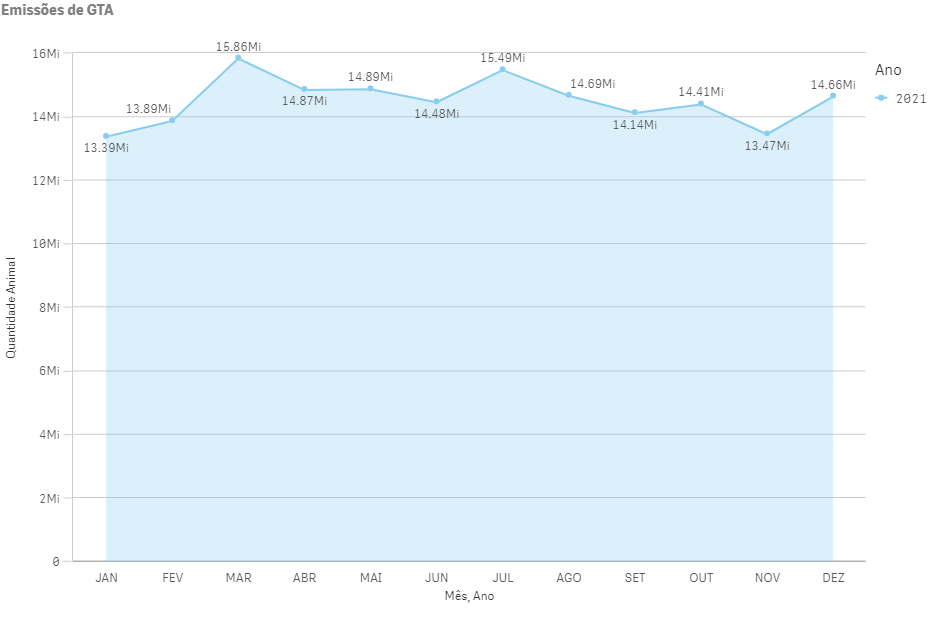 Emissões de GTA
16Mi
14Mi
12Mi
10Mi
8Mi
6Mi
4Mi
2Mi
0
Quantidade Animal
13.39Mi
13.89Mi
15.86Mi
14.87Mi
14.89Mi
14.48Mi
15.49Mi
14.69Mi
14.14Mi
14.41Mi
13.47Mi
14.66Mi
JAN FEV MAR ABR MAI JUN JUL AGO SET OUT NOV DEZ
Mês, Ano
Ano
2021